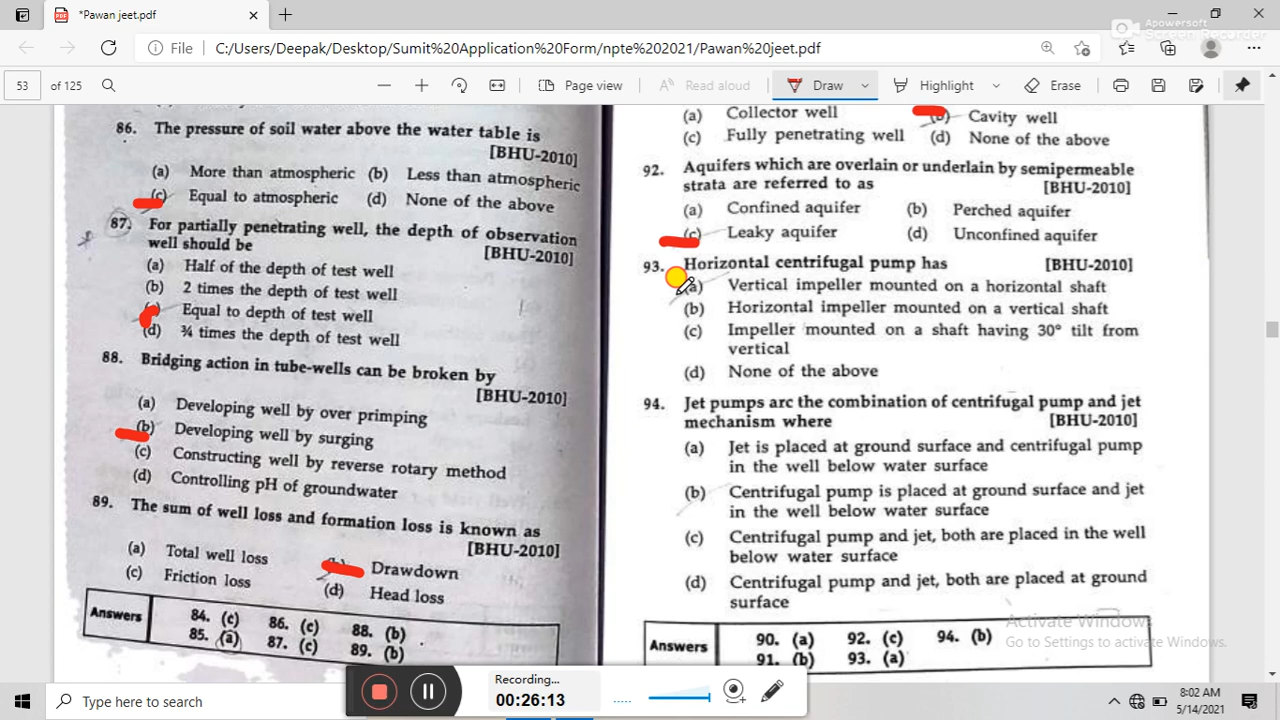 *Pawan jeet.pdf
Apowersoft
Screen Recorder
File C:/Users/Deepak/Desktop/Sumit%20Application%20Form/npte%202021/Pawan%20jeet.pdf
53 of 125
Page view
Read aloud
Draw
Highlight
Erase
86. The pressure of soil water above the water table is
[BHU-2010]
(a) More than atmospheric (b) Less than atmospheric
(c) Equal to atmospheric (d) None of the above
87. For partially penetrating well, the depth of observation
well should be [BHU-2010]
(a) Half of the depth of test well
(b) 2 times the depth of test well
Equal to depth of test well
(d) ¾ times the depth of test well
88. Bridging action in tube-wells can be broken by
[BHU-2010]
(a) Developing well by over primping
(b) Developing well by surging
(c) Constructing well by reverse rotary method
(d) Controlling pH of groundwater
89. The sum of well loss and formation loss is known as
[BHU-2010]
(a) Total well loss Drawdown
(c) Friction loss (d) Head loss
Answers
84. (c) 86. (c) 88. (b)
85. (a) 87. (c) 89. (b)
(a) Collector well (b) Cavity well
(c) Fully penetrating well (d) None of the above
92. Aquifers which are overlain or underlain by semipermeable
strata are referred to as [BHU-2010]
(a) Confined aquifer (b) Perched aquifer
(c) Leaky aquifer (d) Unconfined aquifer
93. Horizontal centrifugal pump has [BHU-2010]
(a) Vertical impeller mounted on a horizontal shaft
(b) Horizontal impeller mounted on a vertical shaft
(c) Impeller mounted on a shaft having 30° tilt from
vertical
(d) None of the above
94. Jet pumps arc the combination of centrifugal pump and jet
mechanism where [BHU-2010]
(a) Jet is placed at ground surface and centrifugal pump
in the well below water surface
(b) Centrifugal pump is placed at ground surface and jet
in the well below water surface
(c) Centrifugal pump and jet, both are placed in the well
below water surface
(d) Centrifugal pump and jet, both are placed at ground
surface
Answers
90. (a) 92. (c) 94. (b)
91. (b) 93. (a)
Activate Windows
Go to Settings to activate Windows.
Recording...
00:26:13
Type here to search
8:02 AM
5/14/2021